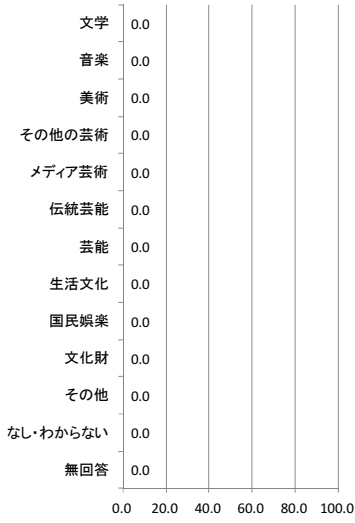 文学 0.0
音楽 0.0
美術 0.0
その他の芸術 0.0
メディア芸術 0.0
伝統芸能 0.0
芸能 0.0
生活文化 0.0
国民娯楽 0.0
文化財 0.0
その他 0.0
なし・わからない 0.0
無回答 0.0
0.0 20.0 40.0 60.0 80.0 100.0